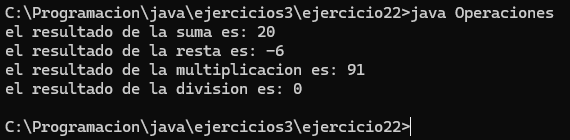 C:\Programacion\java\ejercicios3\ejercicio22>java Operaciones
el resultado de la suma es: 20
el resultado de la resta es: -6
el resultado de la multiplicacion es: 91
el resultado de la division es: 0
C:\Programacion\java\ejercicios3\ejercicio22>